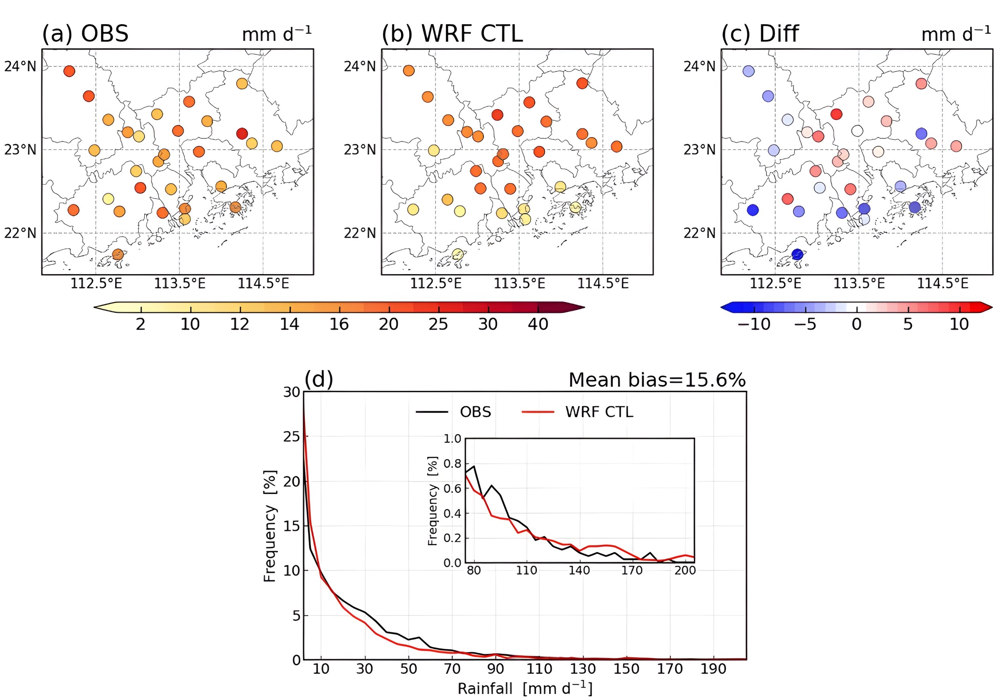 (a) OBS mm d⁻¹
24°N
23°N
22°N
112.5°E 113.5°E 114.5°E
(b) WRF CTL
24°N
23°N
22°N
112.5°E 113.5°E 114.5°E
(c) Diff mm d⁻¹
24°N
23°N
22°N
112.5°E 113.5°E 114.5°E
2 10 12 14 16 20 25 30 40
−10 −5 0 5 10
(d) Mean bias=15.6%
OBS WRF CTL
Frequency [%]
30
25
20
15
10
5
0
10 30 50 70 90 110 130 150 170 190
Rainfall [mm d⁻¹]
Frequency [%]
1.0
0.8
0.6
0.4
0.2
0.0
80 110 140 170 200